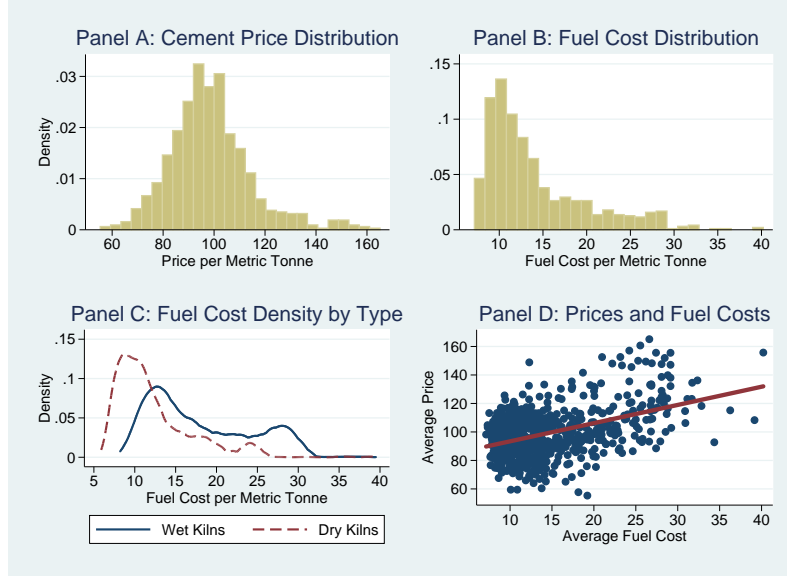 Panel A: Cement Price Distribution
Density
.03
.02
.01
0
60 80 100 120 140 160
Price per Metric Tonne
Panel B: Fuel Cost Distribution
.15
.1
.05
0
10 15 20 25 30 35 40
Fuel Cost per Metric Tonne
Panel C: Fuel Cost Density by Type
Density
.15
.1
.05
0
5 10 15 20 25 30 35 40
Fuel Cost per Metric Tonne
Wet Kilns Dry Kilns
Panel D: Prices and Fuel Costs
Average Price
160
140
120
100
80
60
10 15 20 25 30 35 40
Average Fuel Cost